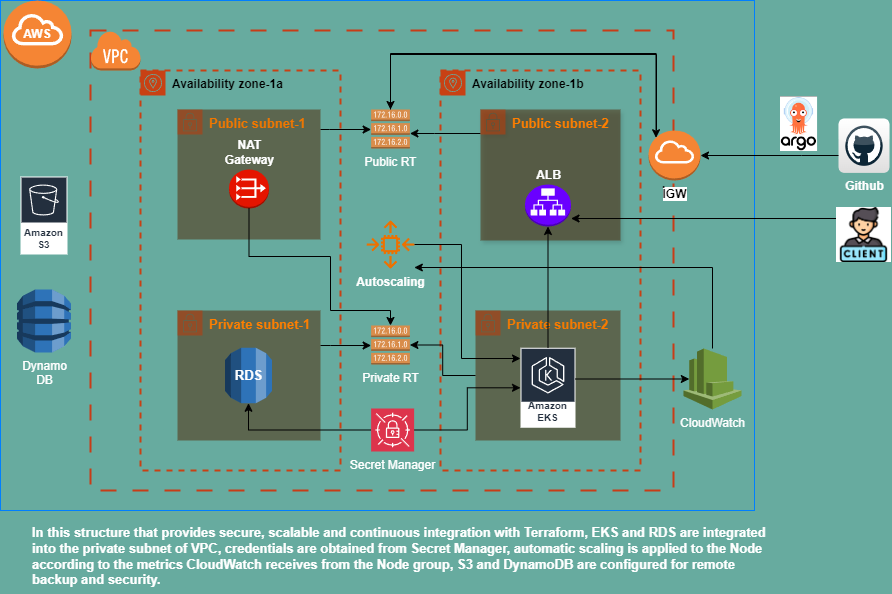 AWS
VPC
Availability zone-1a
Availability zone-1b
Public subnet-1
172.16.0.0
172.16.1.0
172.16.2.0
Public RT
Public subnet-2
NAT
Gateway
ALB
IGW
argo
Github
CLIENT
Amazon
S3
Autoscaling
Dynamo
DB
Private subnet-1
172.16.0.0
172.16.1.0
172.16.2.0
Private RT
Private subnet-2
RDS
Amazon
EKS
CloudWatch
Secret Manager
In this structure that provides secure, scalable and continuous integration with Terraform, EKS and RDS are integrated
into the private subnet of VPC, credentials are obtained from Secret Manager, automatic scaling is applied to the Node
according to the metrics CloudWatch receives from the Node group, S3 and DynamoDB are configured for remote
backup and security.